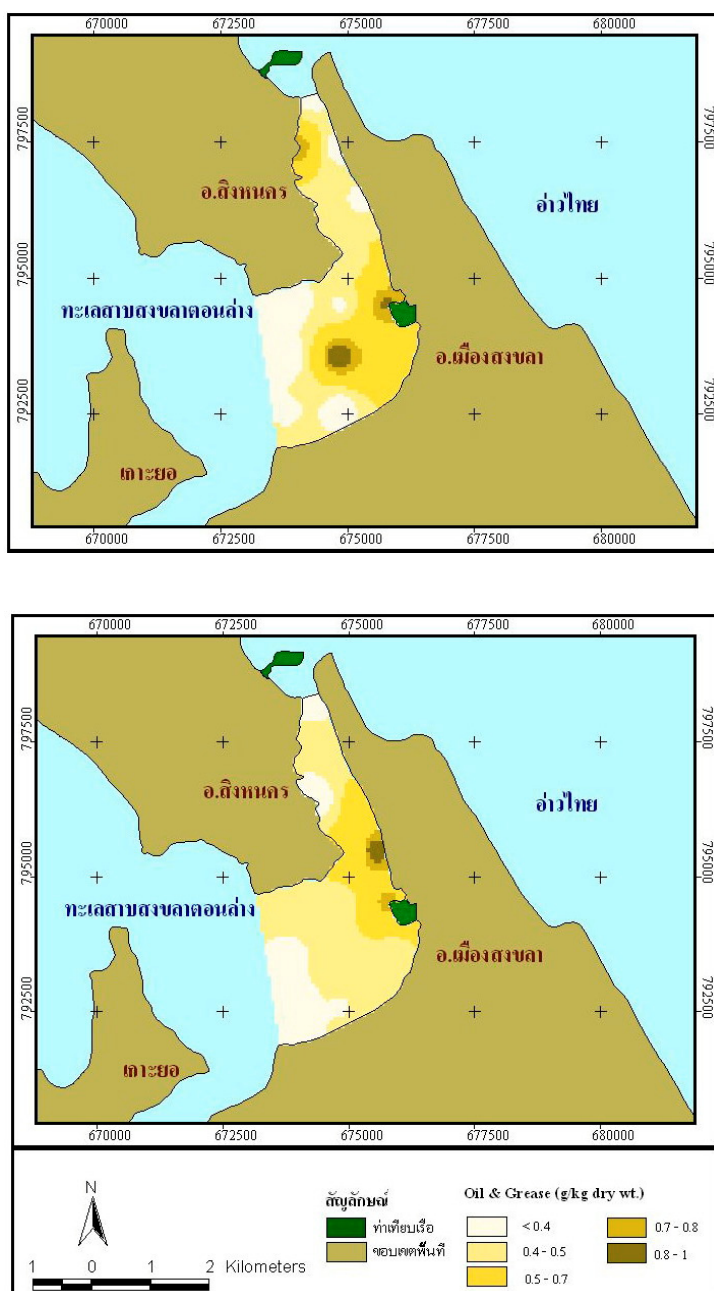 670000 672500 675000 677500 680000
797500 797500
อ.สิงหนคร
อ่าวไทย
795000 795000
ทะเลสาบสงขลาตอนล่าง
อ.เมืองสงขลา
792500 792500
เกาะยอ
670000 672500 675000 677500 680000
670000 672500 675000 677500 680000
797500 797500
อ.สิงหนคร
อ่าวไทย
795000 795000
ทะเลสาบสงขลาตอนล่าง
อ.เมืองสงขลา
792500 792500
เกาะยอ
670000 672500 675000 677500 680000
N
1 0 1 2 Kilometers
สัญลักษณ์
ท่าเทียบเรือ
ขอบเขตพื้นที่
Oil & Grease (g/kg dry wt.)
< 0.4
0.4 - 0.5
0.5 - 0.7
0.7 - 0.8
0.8 - 1